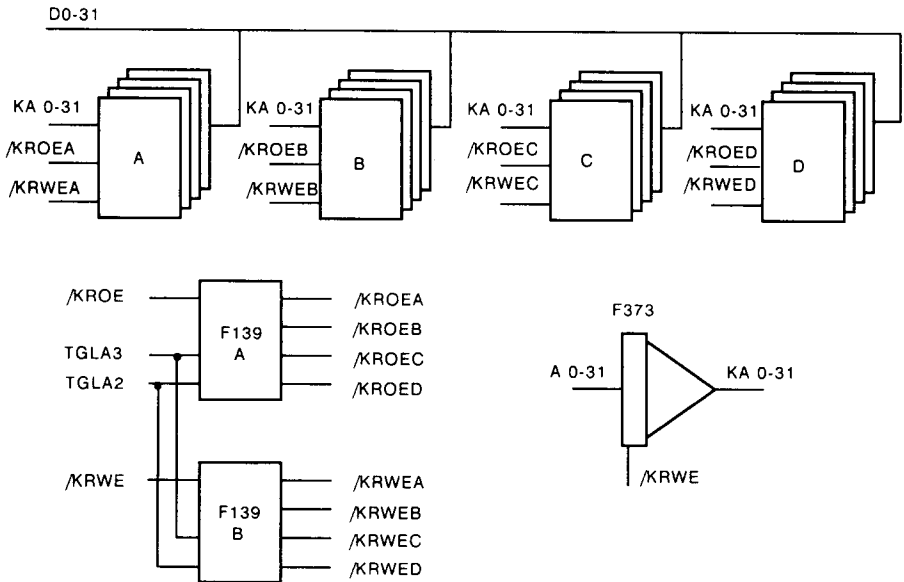 D0-31
KA 0-31
/KROEA
/KRWEA
A
KA 0-31
/KROEB
/KRWEB
B
KA 0-31
/KROEC
/KRWEC
C
KA 0-31
/KROED
/KRWED
D
/KROE
TGLA3
TGLA2
F139
A
/KROEA
/KROEB
/KROEC
/KROED
/KRWE
F139
B
/KRWEA
/KRWEB
/KRWEC
/KRWED
F373
A 0-31
KA 0-31
/KRWE